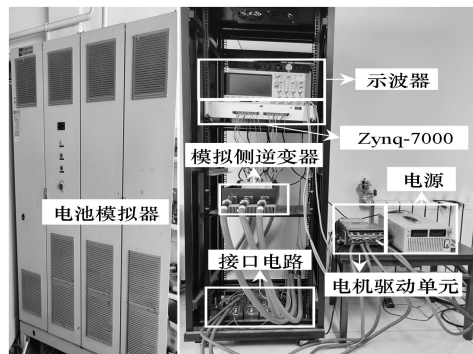 示波器
Zynq-7000
模拟侧逆变器
电源
电池模拟器
接口电路
电机驱动单元